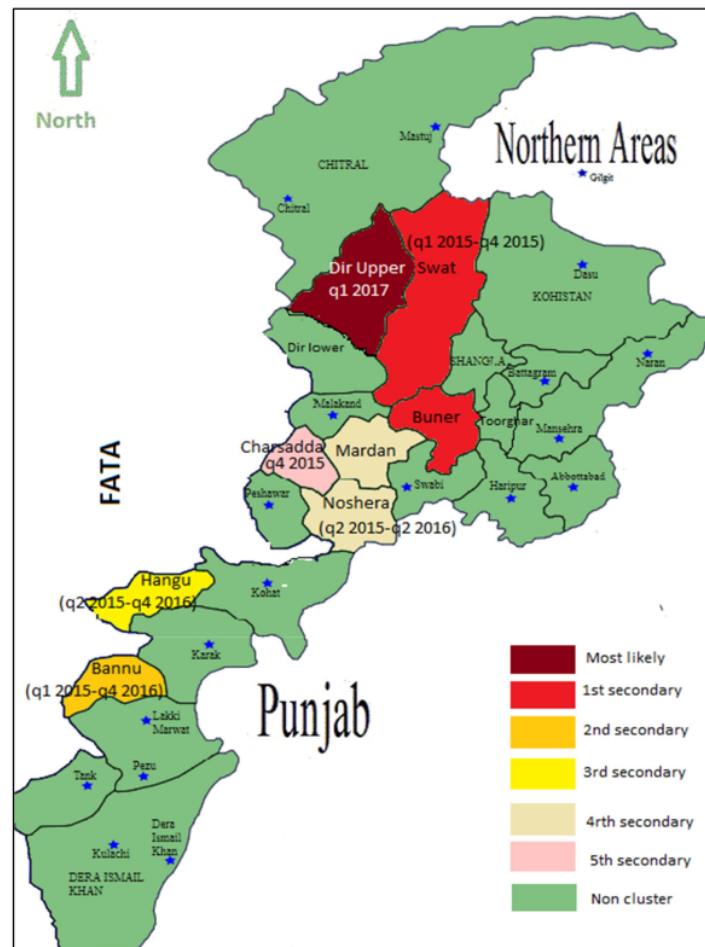 North
Mastuj
Northern Areas
CHITRAL
Gilgit
Chitral
(q1 2015-q4 2015)
Swat
Dir Upper
q1 2017
Dasu
KOHISTAN
Dir lower
SHANGLA
Naran
Battagram
Malakand
Buner
Toorghar
Mansehra
Charsadda
q4 2015
Mardan
FATA
Peshawar
Noshera
(q2 2015-q2 2016)
Swabi
Haripur
Abbottabad
Hangu
(q2 2015-q4 2016)
Kohat
Karak
Bannu
(q1 2015-q4 2016)
Lakki
Marwat
Punjab
Tank
Pezu
Dera
Ismail
Khan
Kulachi
DERA ISMAIL
KHAN
Most likely
1st secondary
2nd secondary
3rd secondary
4rth secondary
5th secondary
Non cluster